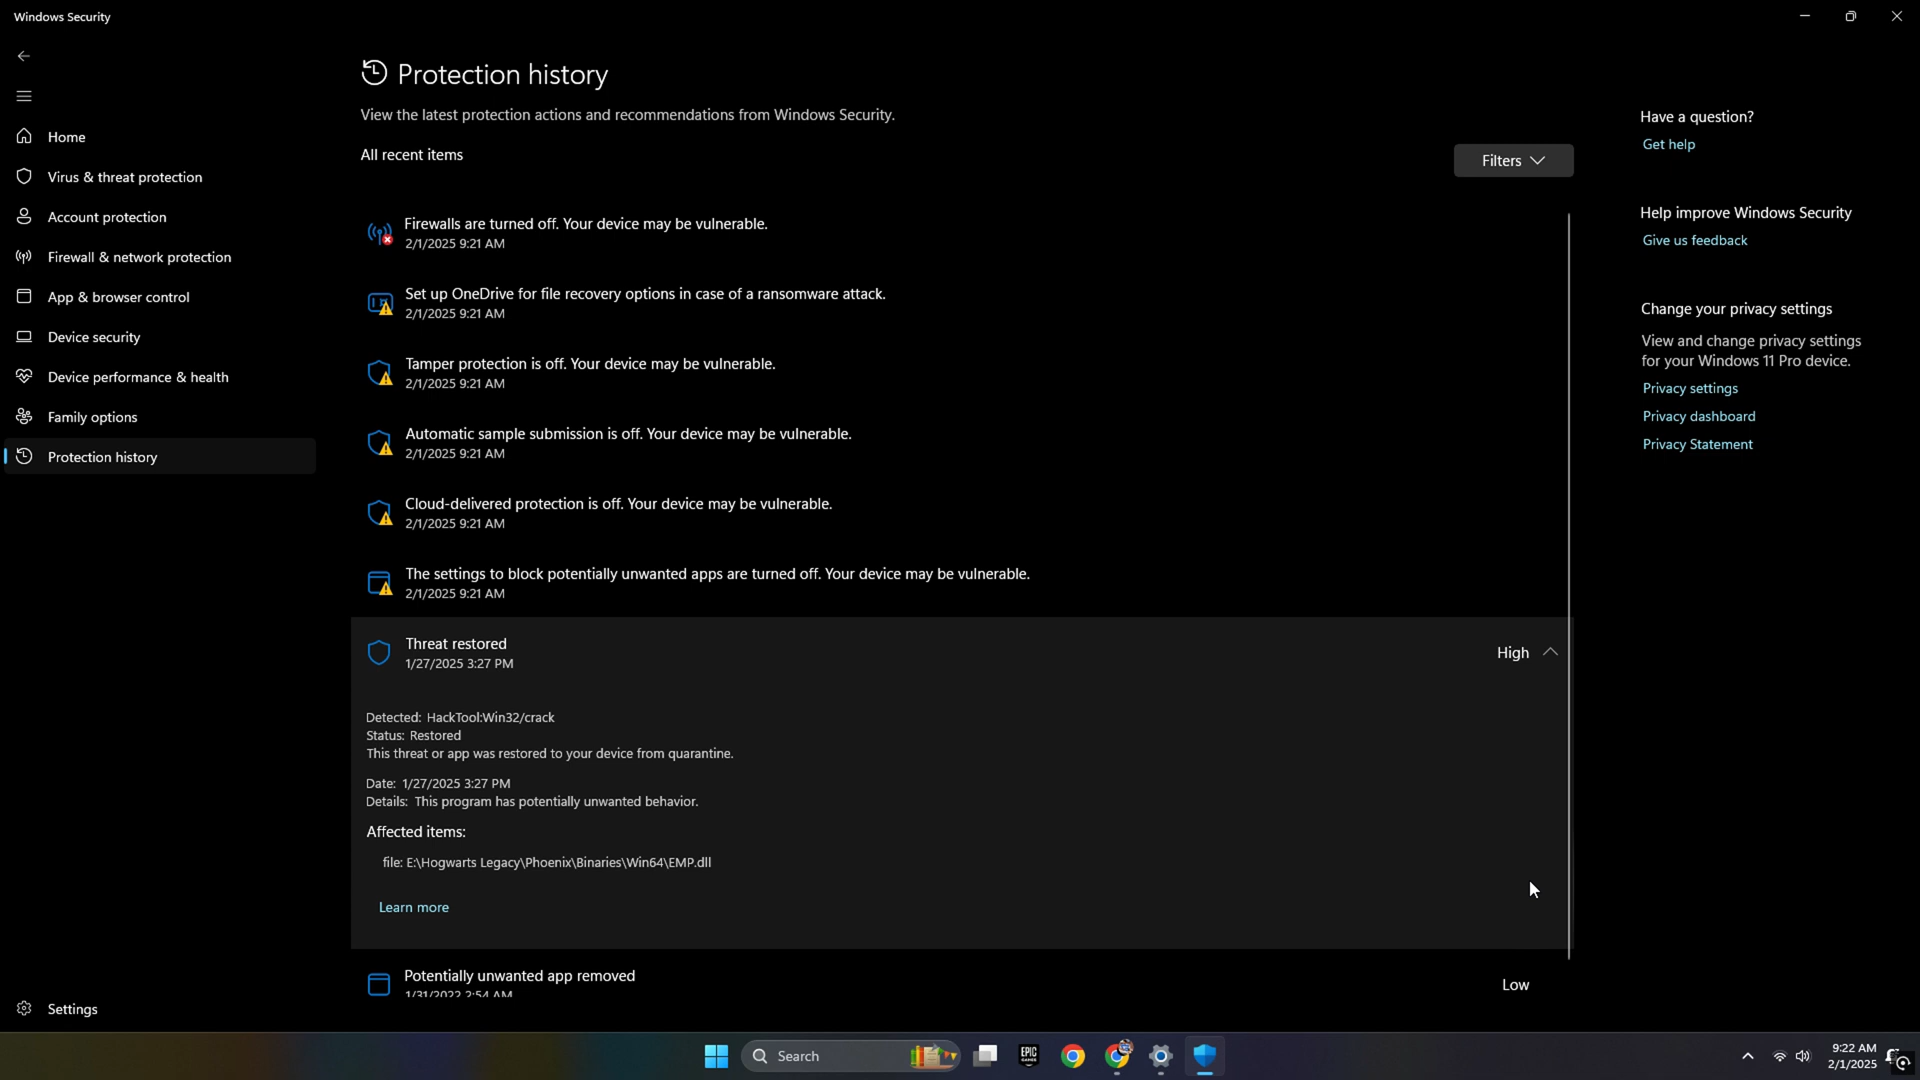 Windows Security
Protection history
View the latest protection actions and recommendations from Windows Security.
All recent items
Filters
Home
Virus & threat protection
Account protection
Firewall & network protection
App & browser control
Device security
Device performance & health
Family options
Protection history
Settings
Firewalls are turned off. Your device may be vulnerable.
2/1/2025 9:21 AM
Set up OneDrive for file recovery options in case of a ransomware attack.
2/1/2025 9:21 AM
Tamper protection is off. Your device may be vulnerable.
2/1/2025 9:21 AM
Automatic sample submission is off. Your device may be vulnerable.
2/1/2025 9:21 AM
Cloud-delivered protection is off. Your device may be vulnerable.
2/1/2025 9:21 AM
The settings to block potentially unwanted apps are turned off. Your device may be vulnerable.
2/1/2025 9:21 AM
Threat restored
1/27/2025 3:27 PM
High
Detected: HackTool:Win32/crack
Status: Restored
This threat or app was restored to your device from quarantine.
Date: 1/27/2025 3:27 PM
Details: This program has potentially unwanted behavior.
Affected items:
file: E:\Hogwarts Legacy\Phoenix\Binaries\Win64\EMP.dll
Learn more
Potentially unwanted app removed
1/31/2022 2:54 AM
Low
Have a question?
Get help
Help improve Windows Security
Give us feedback
Change your privacy settings
View and change privacy settings
for your Windows 11 Pro device.
Privacy settings
Privacy dashboard
Privacy Statement
Search
EPIC
GAMES
9:22 AM
2/1/2025